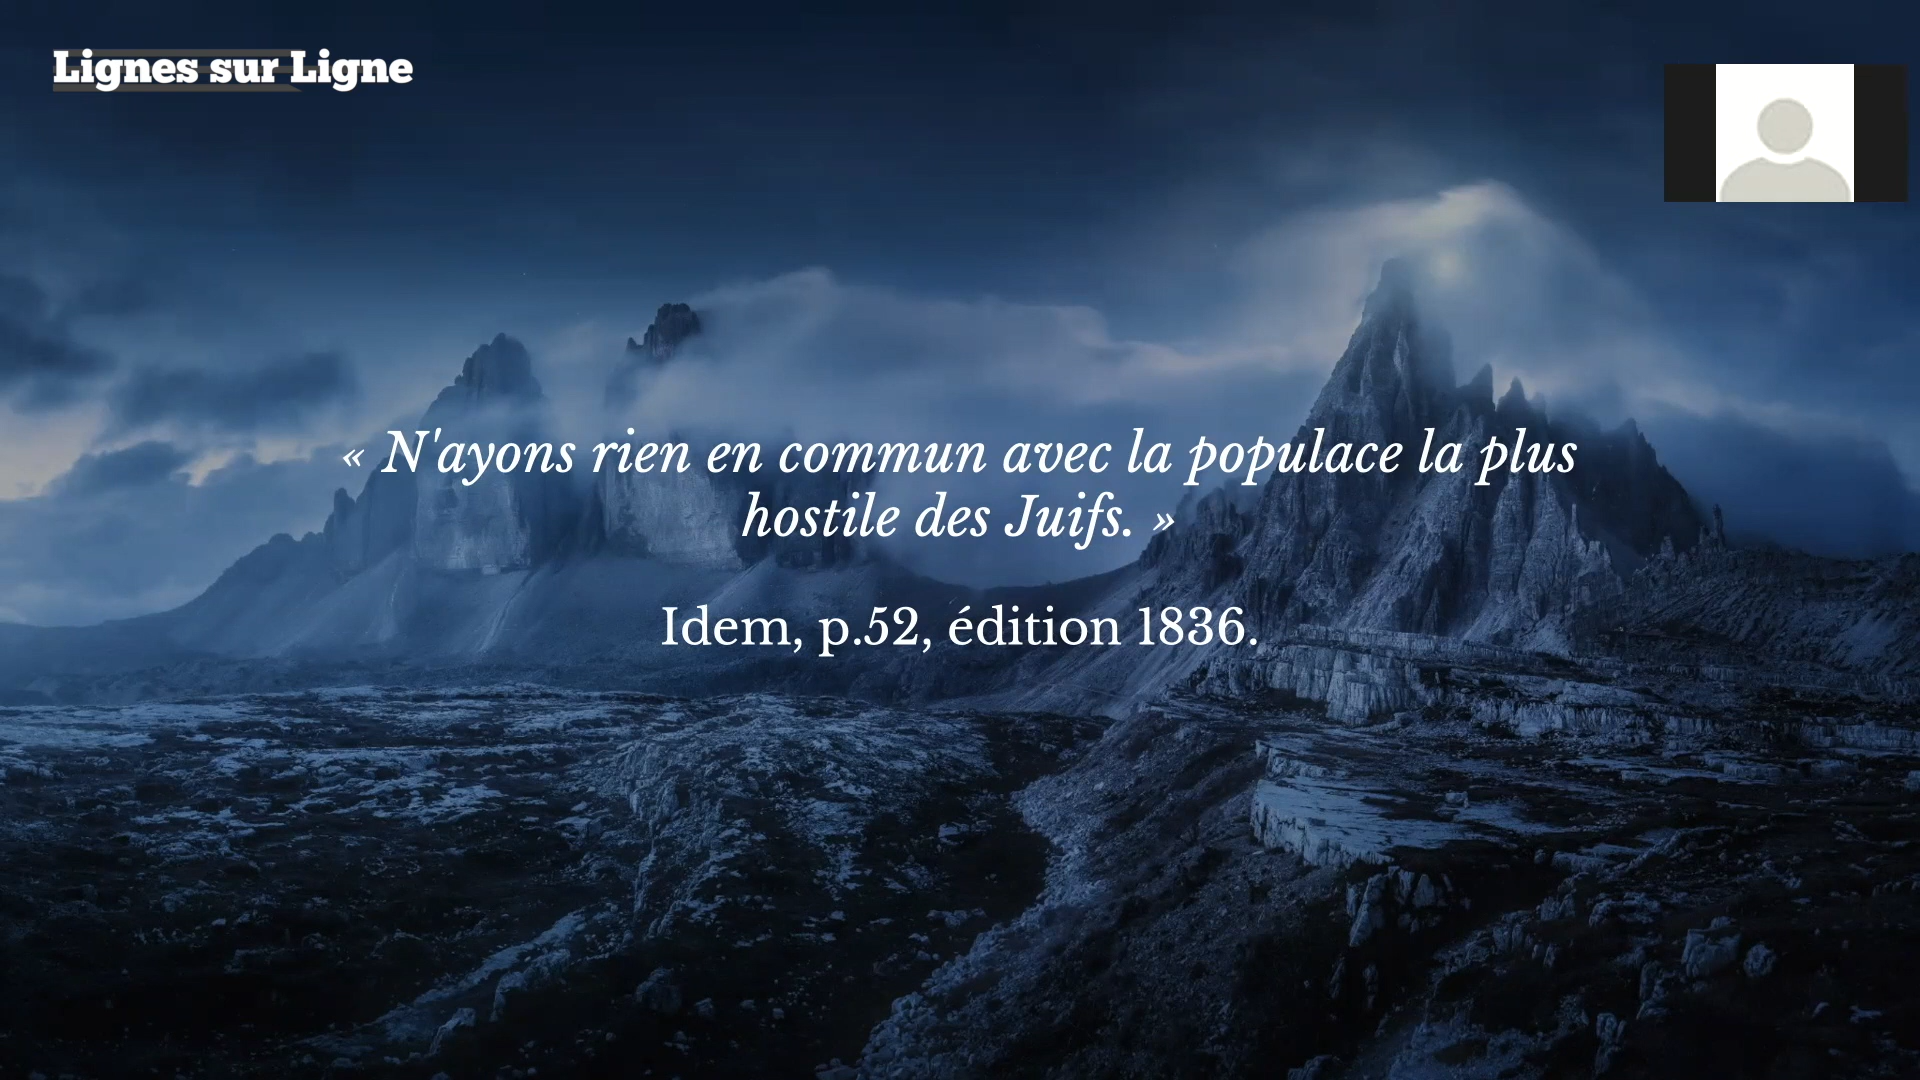 Lignes sur Ligne
« N'ayons rien en commun avec la populace la plus
hostile des Juifs. »
Idem, p.52, édition 1836.